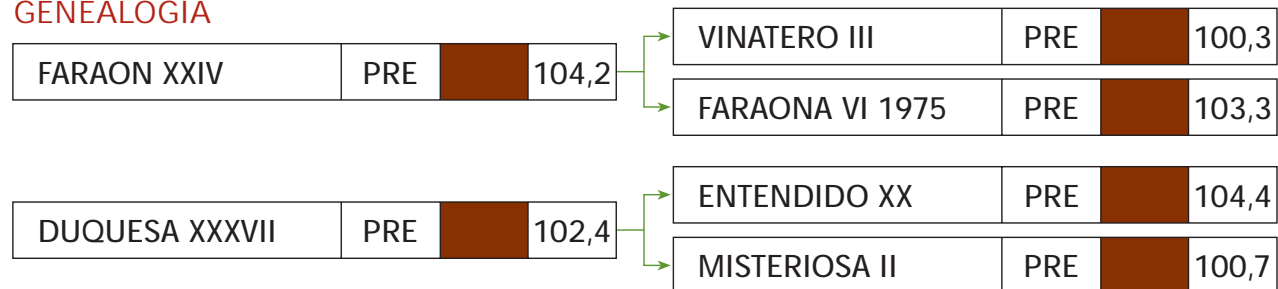 GENEALOGIA
FARAON XXIV PRE 104,2
VINATERO III PRE 100,3
FARAONA VI 1975 PRE 103,3
DUQUESA XXXVII PRE 102,4
ENTENDIDO XX PRE 104,4
MISTERIOSA II PRE 100,7